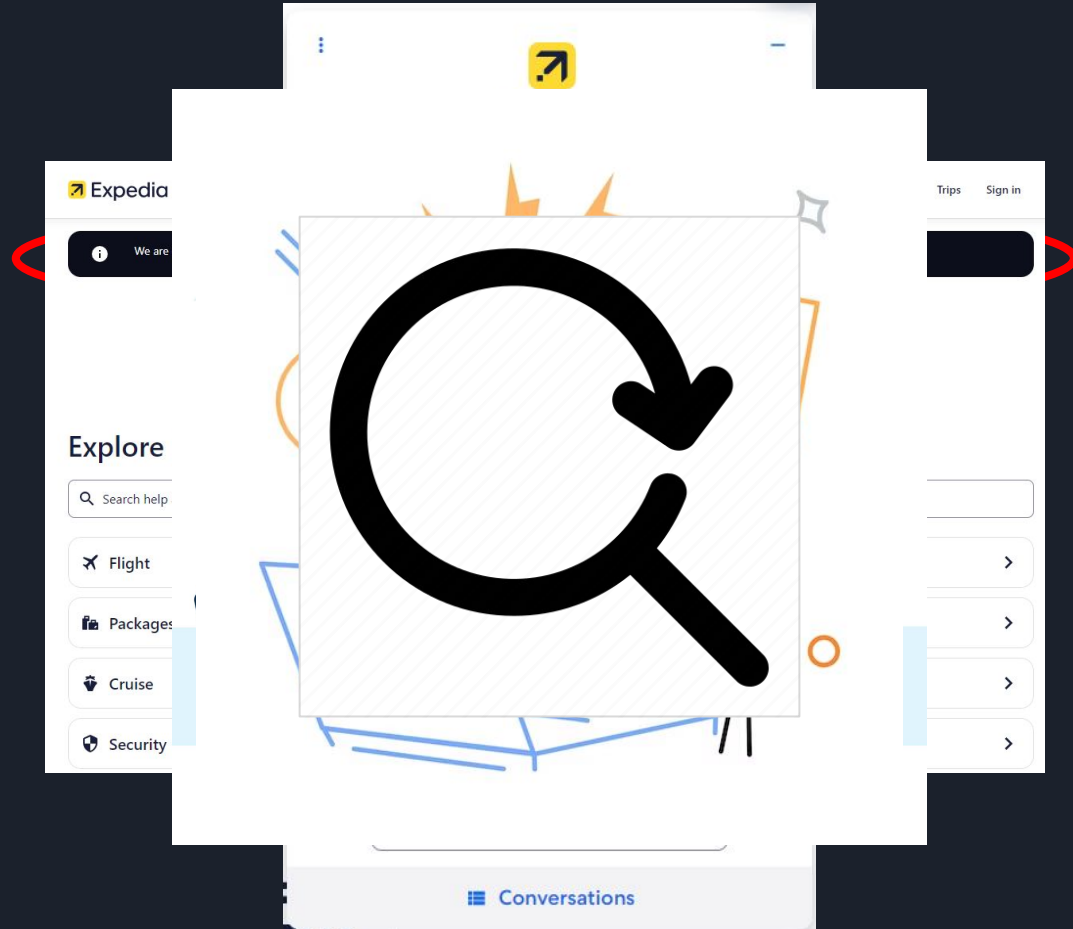 Expedia
Trips
Sign in
We are
Explore
Search help
Flight
Packages
Cruise
Security
Conversations